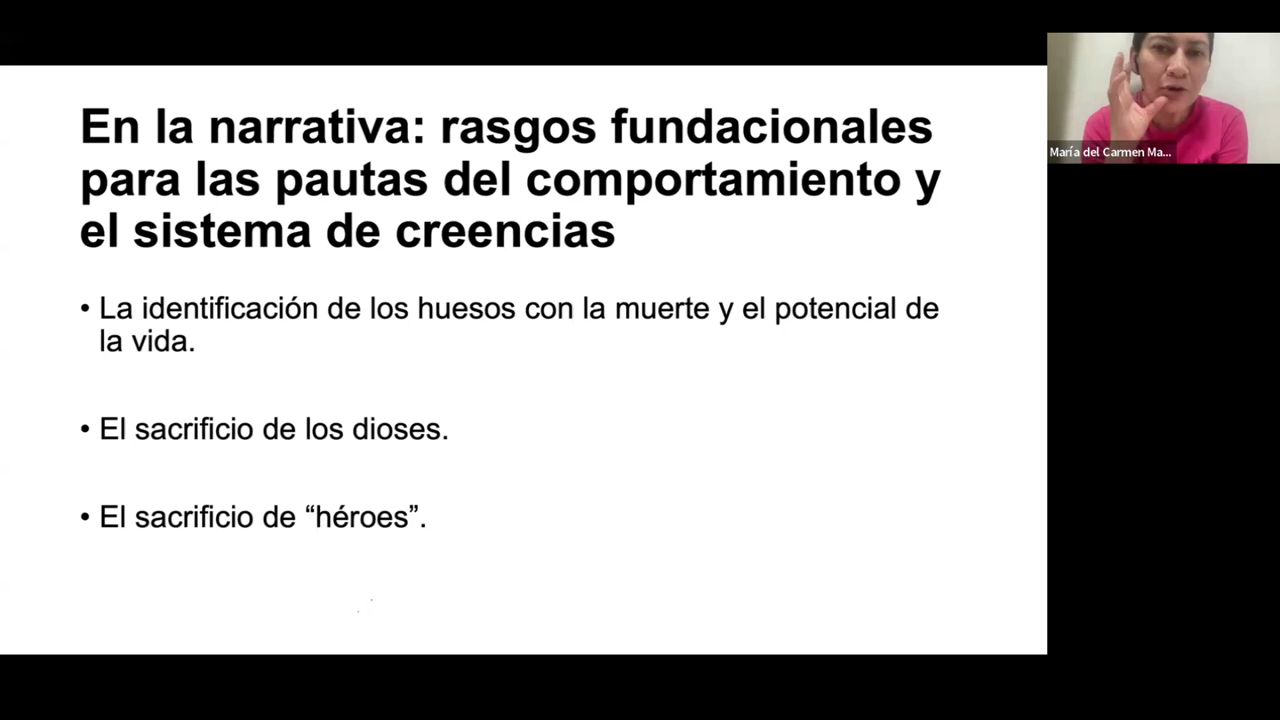 En la narrativa: rasgos fundacionales
para las pautas del comportamiento y
el sistema de creencias
• La identificación de los huesos con la muerte y el potencial de
la vida.
• El sacrificio de los dioses.
• El sacrificio de “héroes”.
María del Carmen Ma...